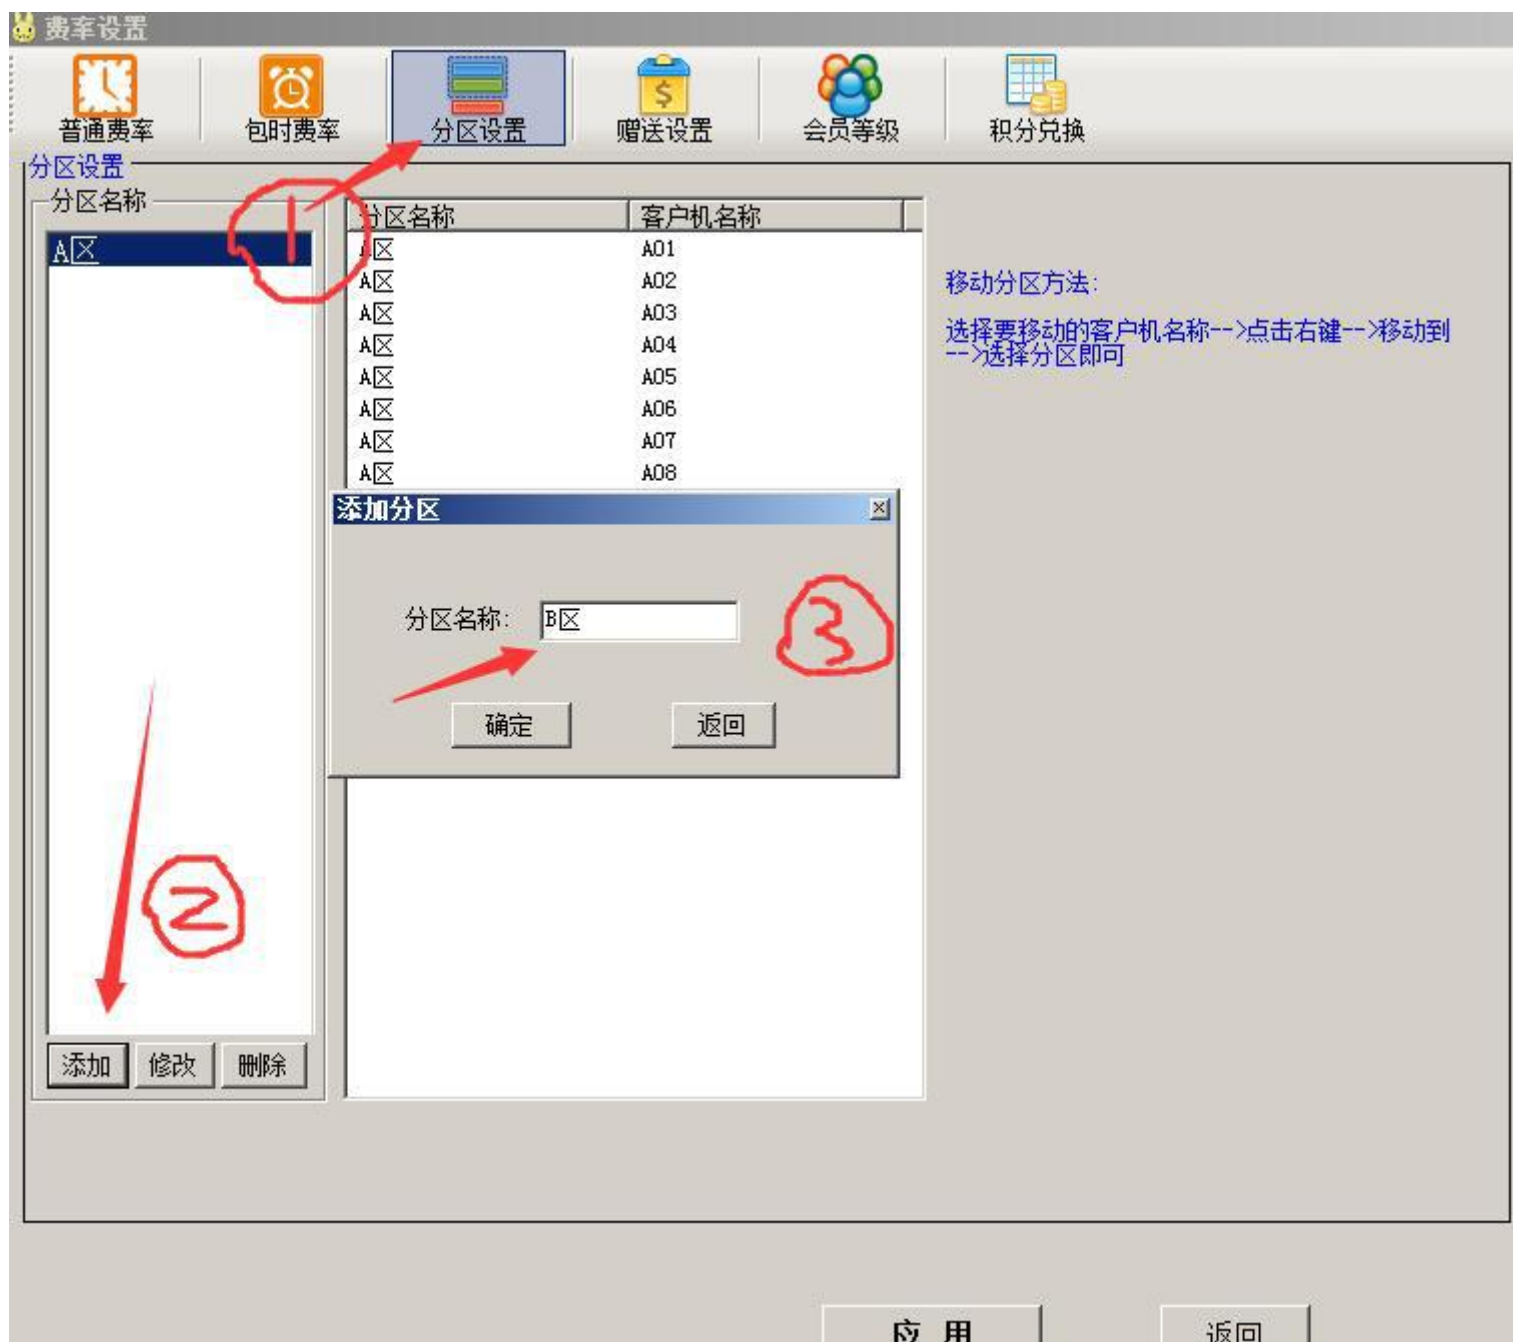 费率设置
普通费率 包时费率 分区设置 赠送设置 会员等级 积分兑换
分区设置
分区名称
A区
1
分区名称 客户机名称
A区 A01
A区 A02
A区 A03
A区 A04
A区 A05
A区 A06
A区 A07
A区 A08
移动分区方法:
选择要移动的客户机名称-->点击右键-->移动到
-->选择分区即可
添加分区
分区名称: B区
3
确定 返回
2
添加 修改 删除
应 用 返回